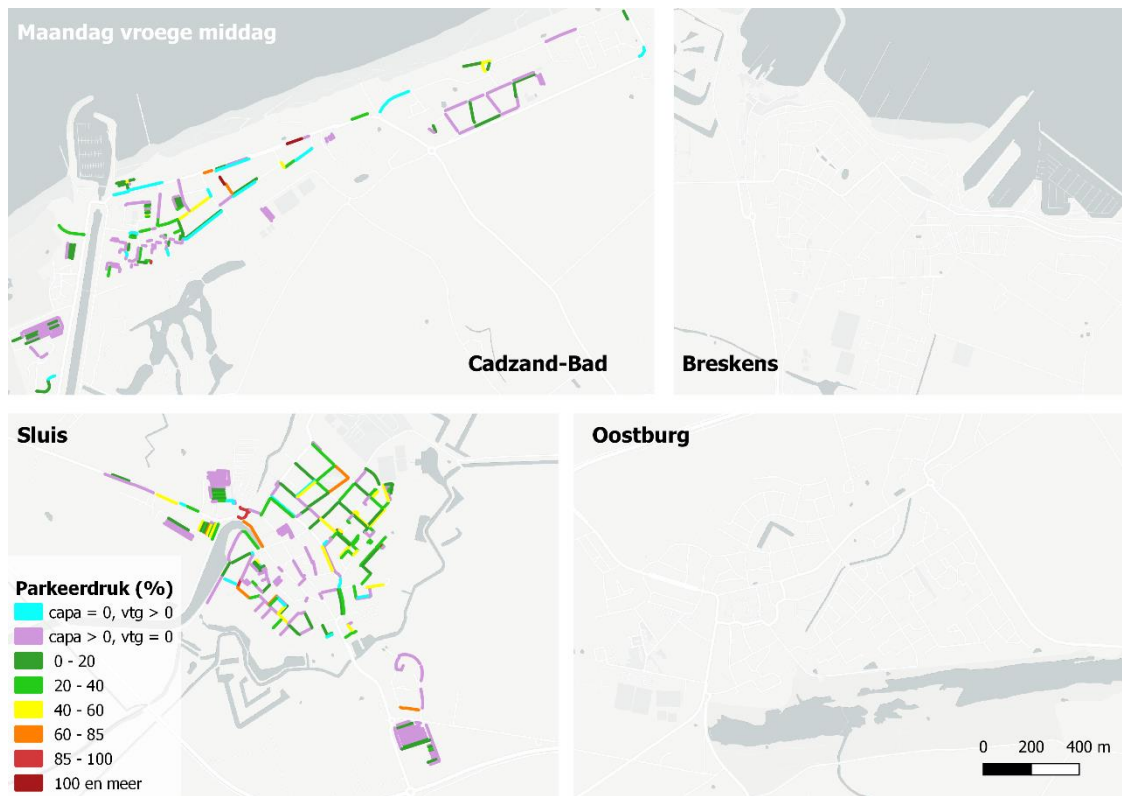 Maandag vroege middag
Cadzand-Bad
Breskens
Sluis
Oostburg
Parkeerdruk (%)
capa = 0, vtg > 0
capa > 0, vtg = 0
0 - 20
20 - 40
40 - 60
60 - 85
85 - 100
100 en meer
0 200 400 m